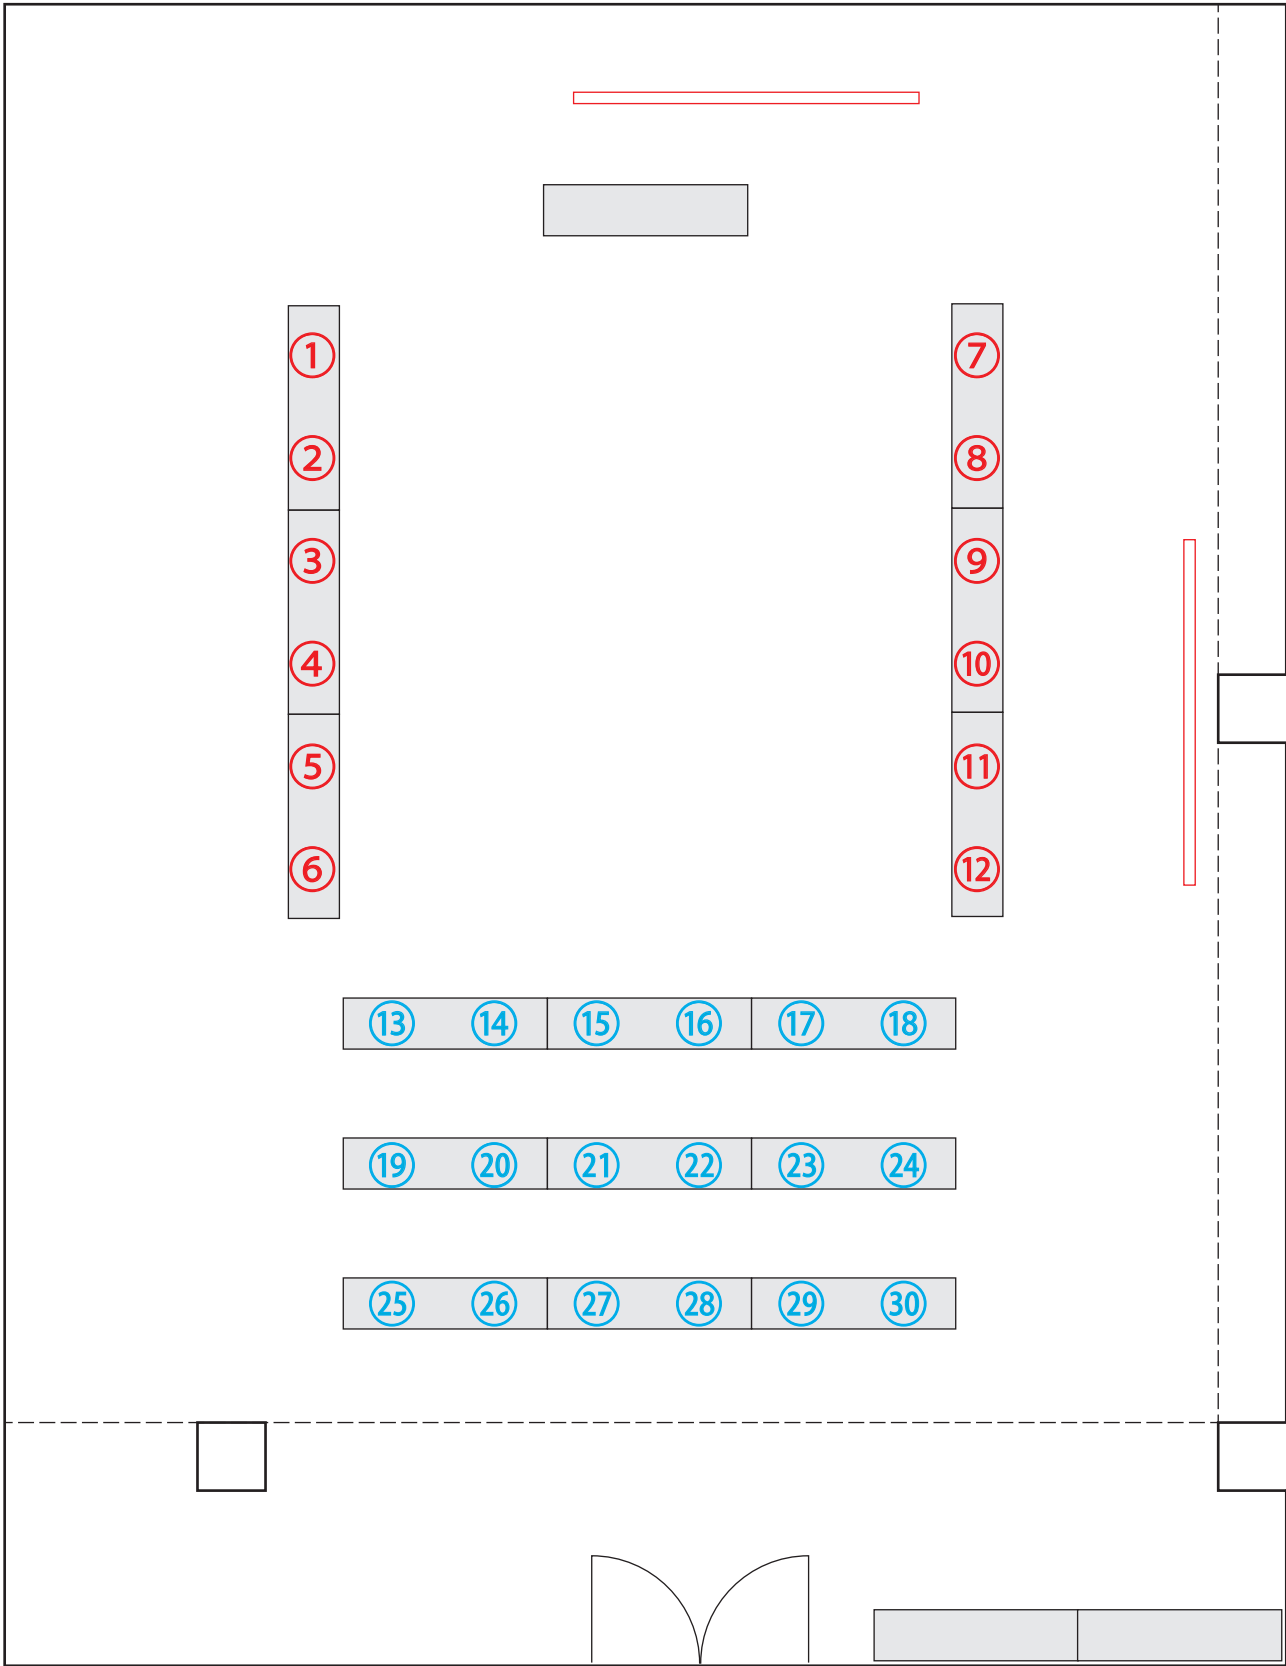 ① ⑦
② ⑧
③ ⑨
④ ⑩
⑤ ⑪
⑥ ⑫
⑬ ⑭ ⑮ ⑯ ⑰ ⑱
⑲ ⑳ ㉑ ㉒ ㉓ ㉔
㉕ ㉖ ㉗ ㉘ ㉙ ㉚